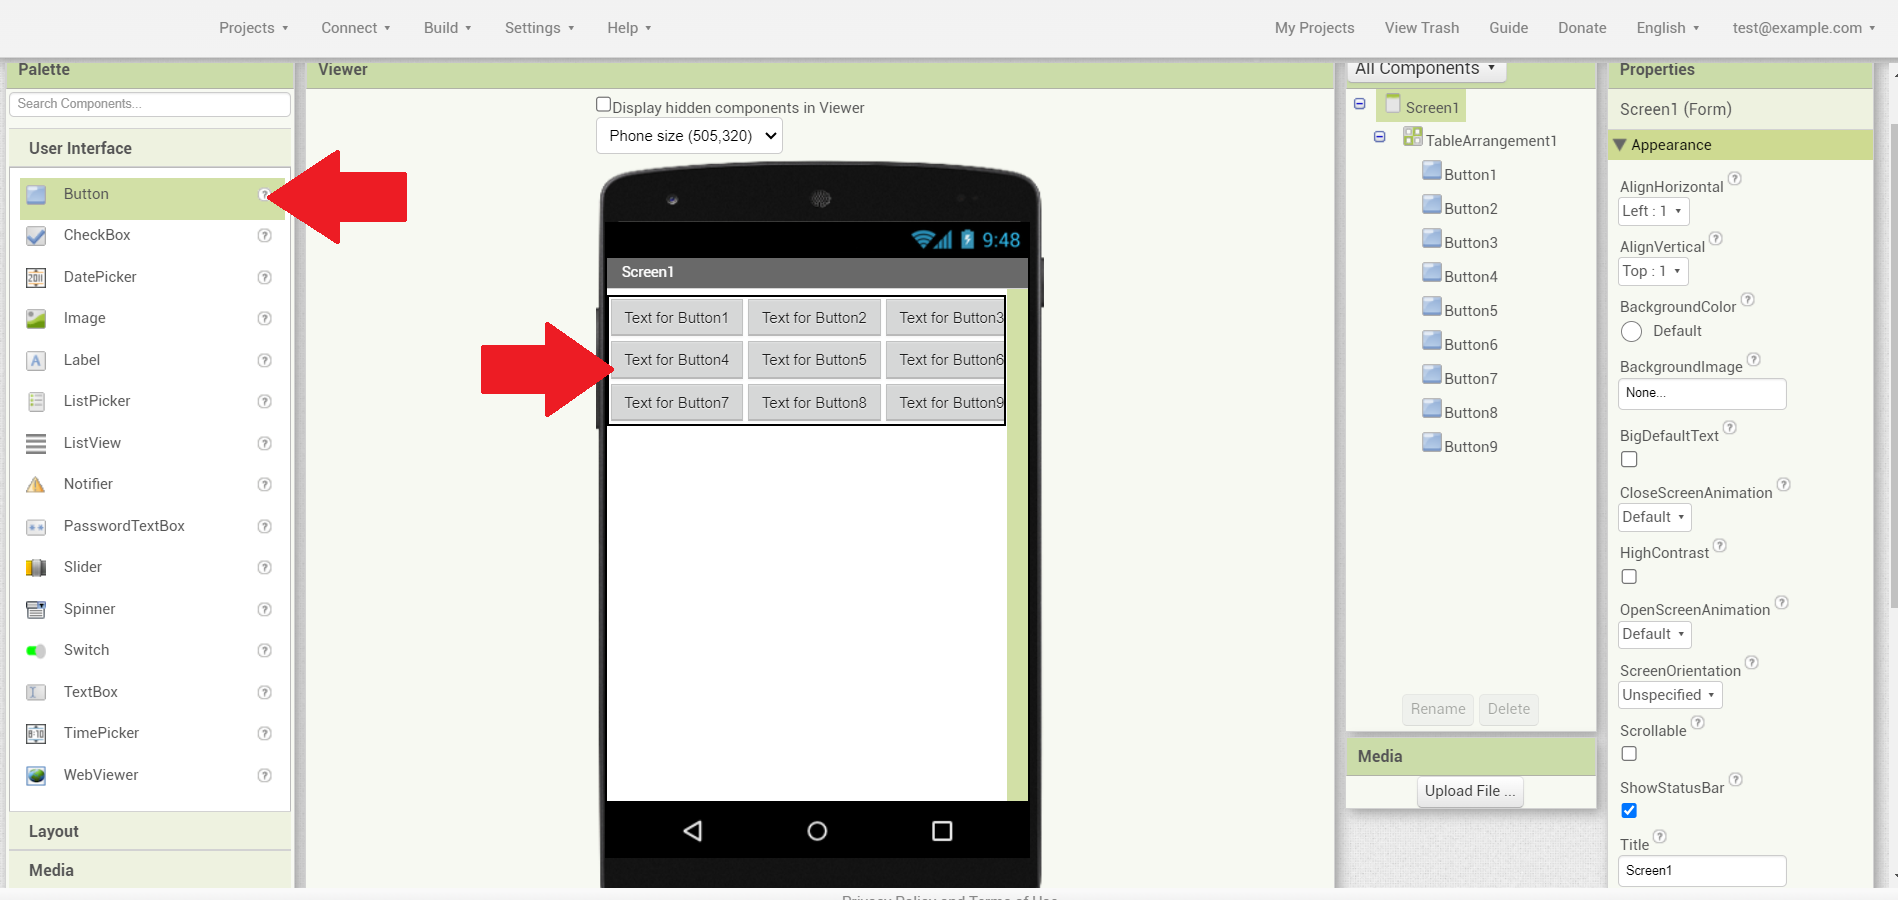 Projects Connect Build Settings Help My Projects View Trash Guide Donate English test@example.com
Palette
Search Components...
User Interface
Button
CheckBox
DatePicker
Image
Label
ListPicker
ListView
Notifier
PasswordTextBox
Slider
Spinner
Switch
TextBox
TimePicker
WebViewer
Layout
Media
Viewer
Display hidden components in Viewer
Phone size (505,320)
9:48
Screen1
Text for Button1 Text for Button2 Text for Button3
Text for Button4 Text for Button5 Text for Button6
Text for Button7 Text for Button8 Text for Button9
All Components
Screen1
TableArrangement1
Button1
Button2
Button3
Button4
Button5
Button6
Button7
Button8
Button9
Rename Delete
Media
Upload File ...
Properties
Screen1 (Form)
Appearance
AlignHorizontal
Left : 1
AlignVertical
Top : 1
BackgroundColor
Default
BackgroundImage
None...
BigDefaultText
CloseScreenAnimation
Default
HighContrast
OpenScreenAnimation
Default
ScreenOrientation
Unspecified
Scrollable
ShowStatusBar
Title
Screen1
Privacy Policy and Terms of Use